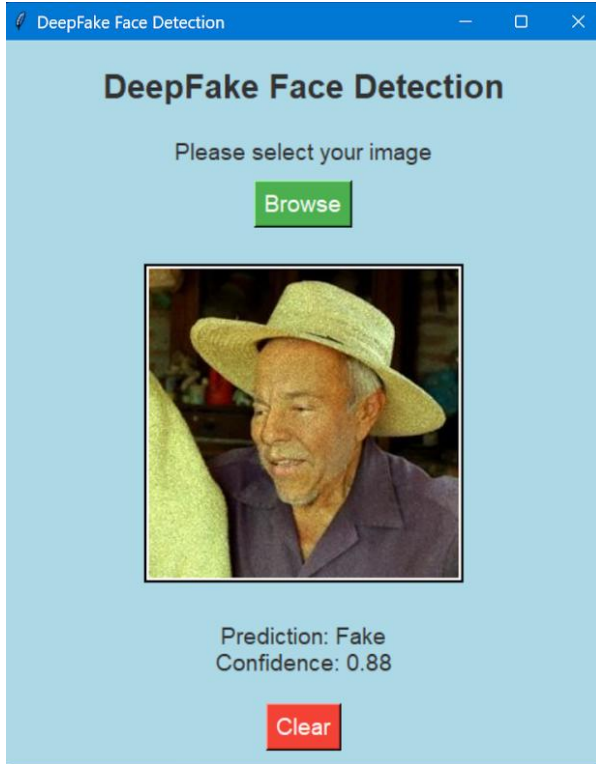 DeepFake Face Detection
DeepFake Face Detection
Please select your image
Browse
Prediction: Fake
Confidence: 0.88
Clear